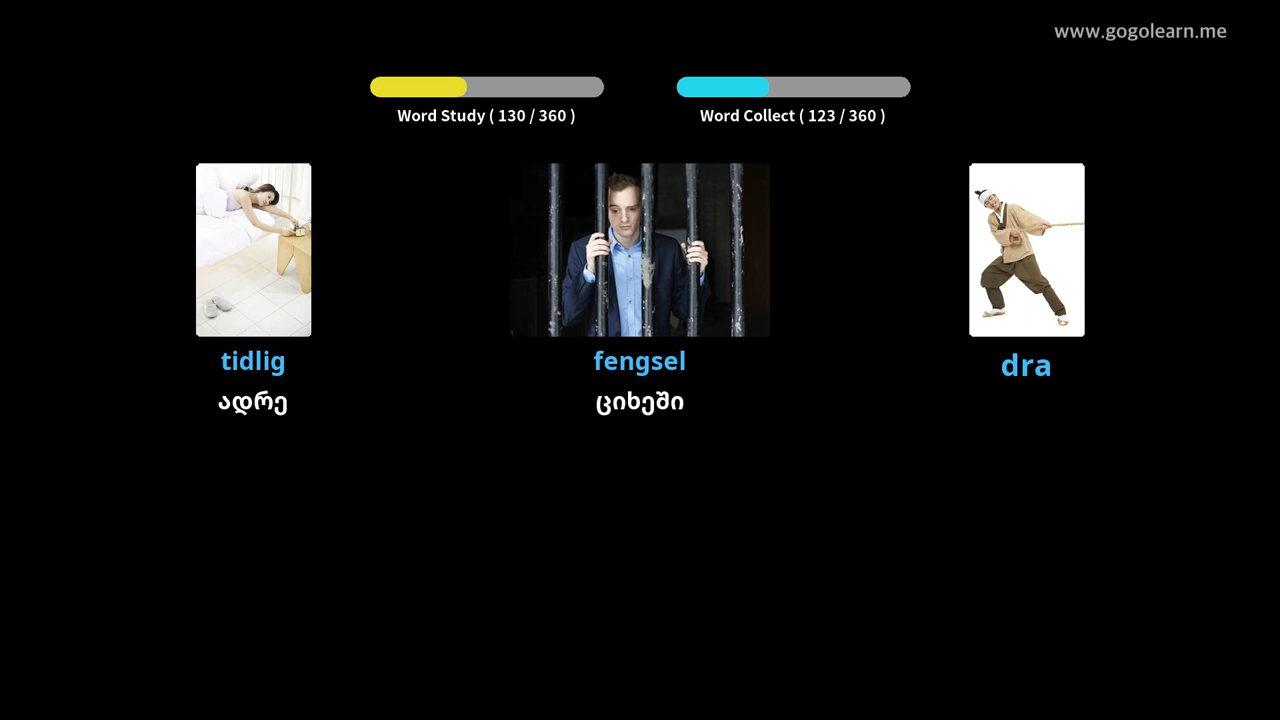 www.gogolearn.me
Word Study ( 130 / 360 )
Word Collect ( 123 / 360 )
tidlig
fengsel
dra
ადრე
ციხეში